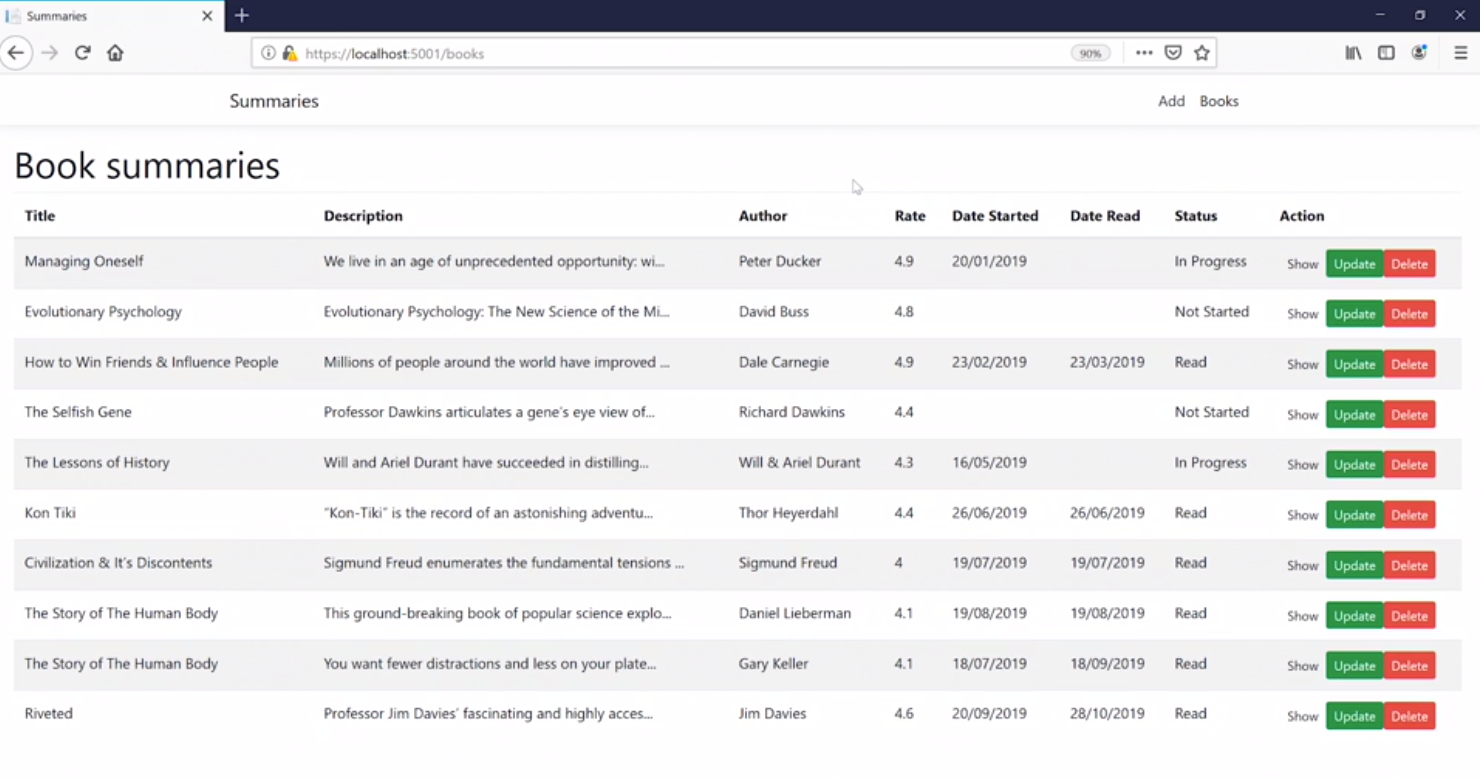 Summaries
https://localhost:5001/books 90%
Summaries Add Books
Book summaries
Title Description Author Rate Date Started Date Read Status Action
Managing Oneself We live in an age of unprecedented opportunity: wi... Peter Ducker 4.9 20/01/2019 In Progress Show Update Delete
Evolutionary Psychology Evolutionary Psychology: The New Science of the Mi... David Buss 4.8 Not Started Show Update Delete
How to Win Friends & Influence People Millions of people around the world have improved ... Dale Carnegie 4.9 23/02/2019 23/03/2019 Read Show Update Delete
The Selfish Gene Professor Dawkins articulates a gene's eye view of... Richard Dawkins 4.4 Not Started Show Update Delete
The Lessons of History Will and Ariel Durant have succeeded in distilling... Will & Ariel Durant 4.3 16/05/2019 In Progress Show Update Delete
Kon Tiki "Kon-Tiki" is the record of an astonishing adventu... Thor Heyerdahl 4.4 26/06/2019 26/06/2019 Read Show Update Delete
Civilization & It's Discontents Sigmund Freud enumerates the fundamental tensions ... Sigmund Freud 4 19/07/2019 19/07/2019 Read Show Update Delete
The Story of The Human Body This ground-breaking book of popular science explo... Daniel Lieberman 4.1 19/08/2019 19/08/2019 Read Show Update Delete
The Story of The Human Body You want fewer distractions and less on your plate... Gary Keller 4.1 18/07/2019 18/09/2019 Read Show Update Delete
Riveted Professor Jim Davies' fascinating and highly acces... Jim Davies 4.6 20/09/2019 28/10/2019 Read Show Update Delete